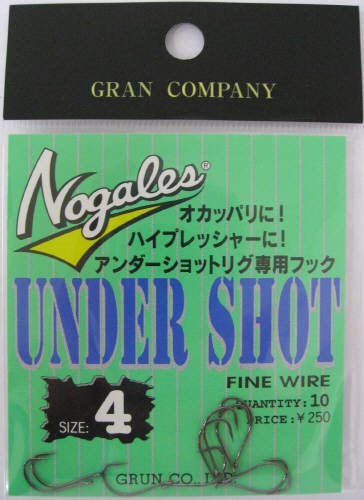 GRAN COMPANY
Nogales®
オカッパリに!
ハイプレッシャーに!
アンダーショットリグ専用フック
UNDER SHOT
FINE WIRE
QUANTITY: 10
PRICE: ¥250
SIZE: 4
GRUN CO., LTD.